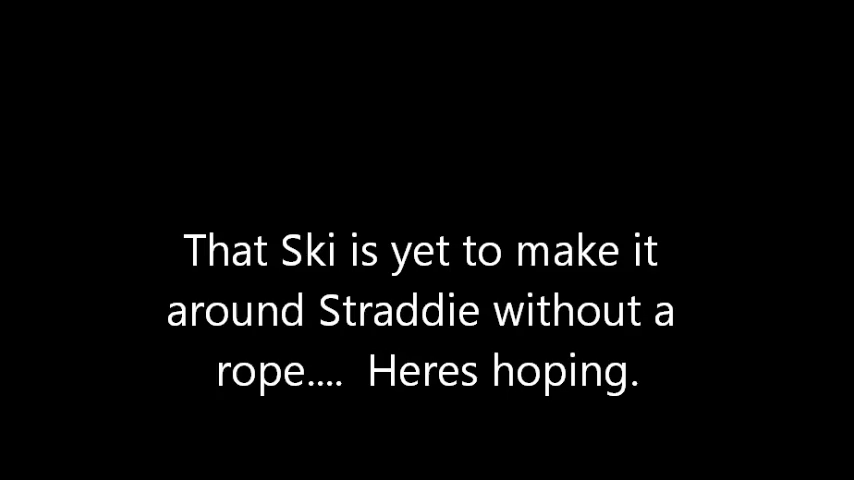 That Ski is yet to make it
around Straddie without a
rope....  Heres hoping.